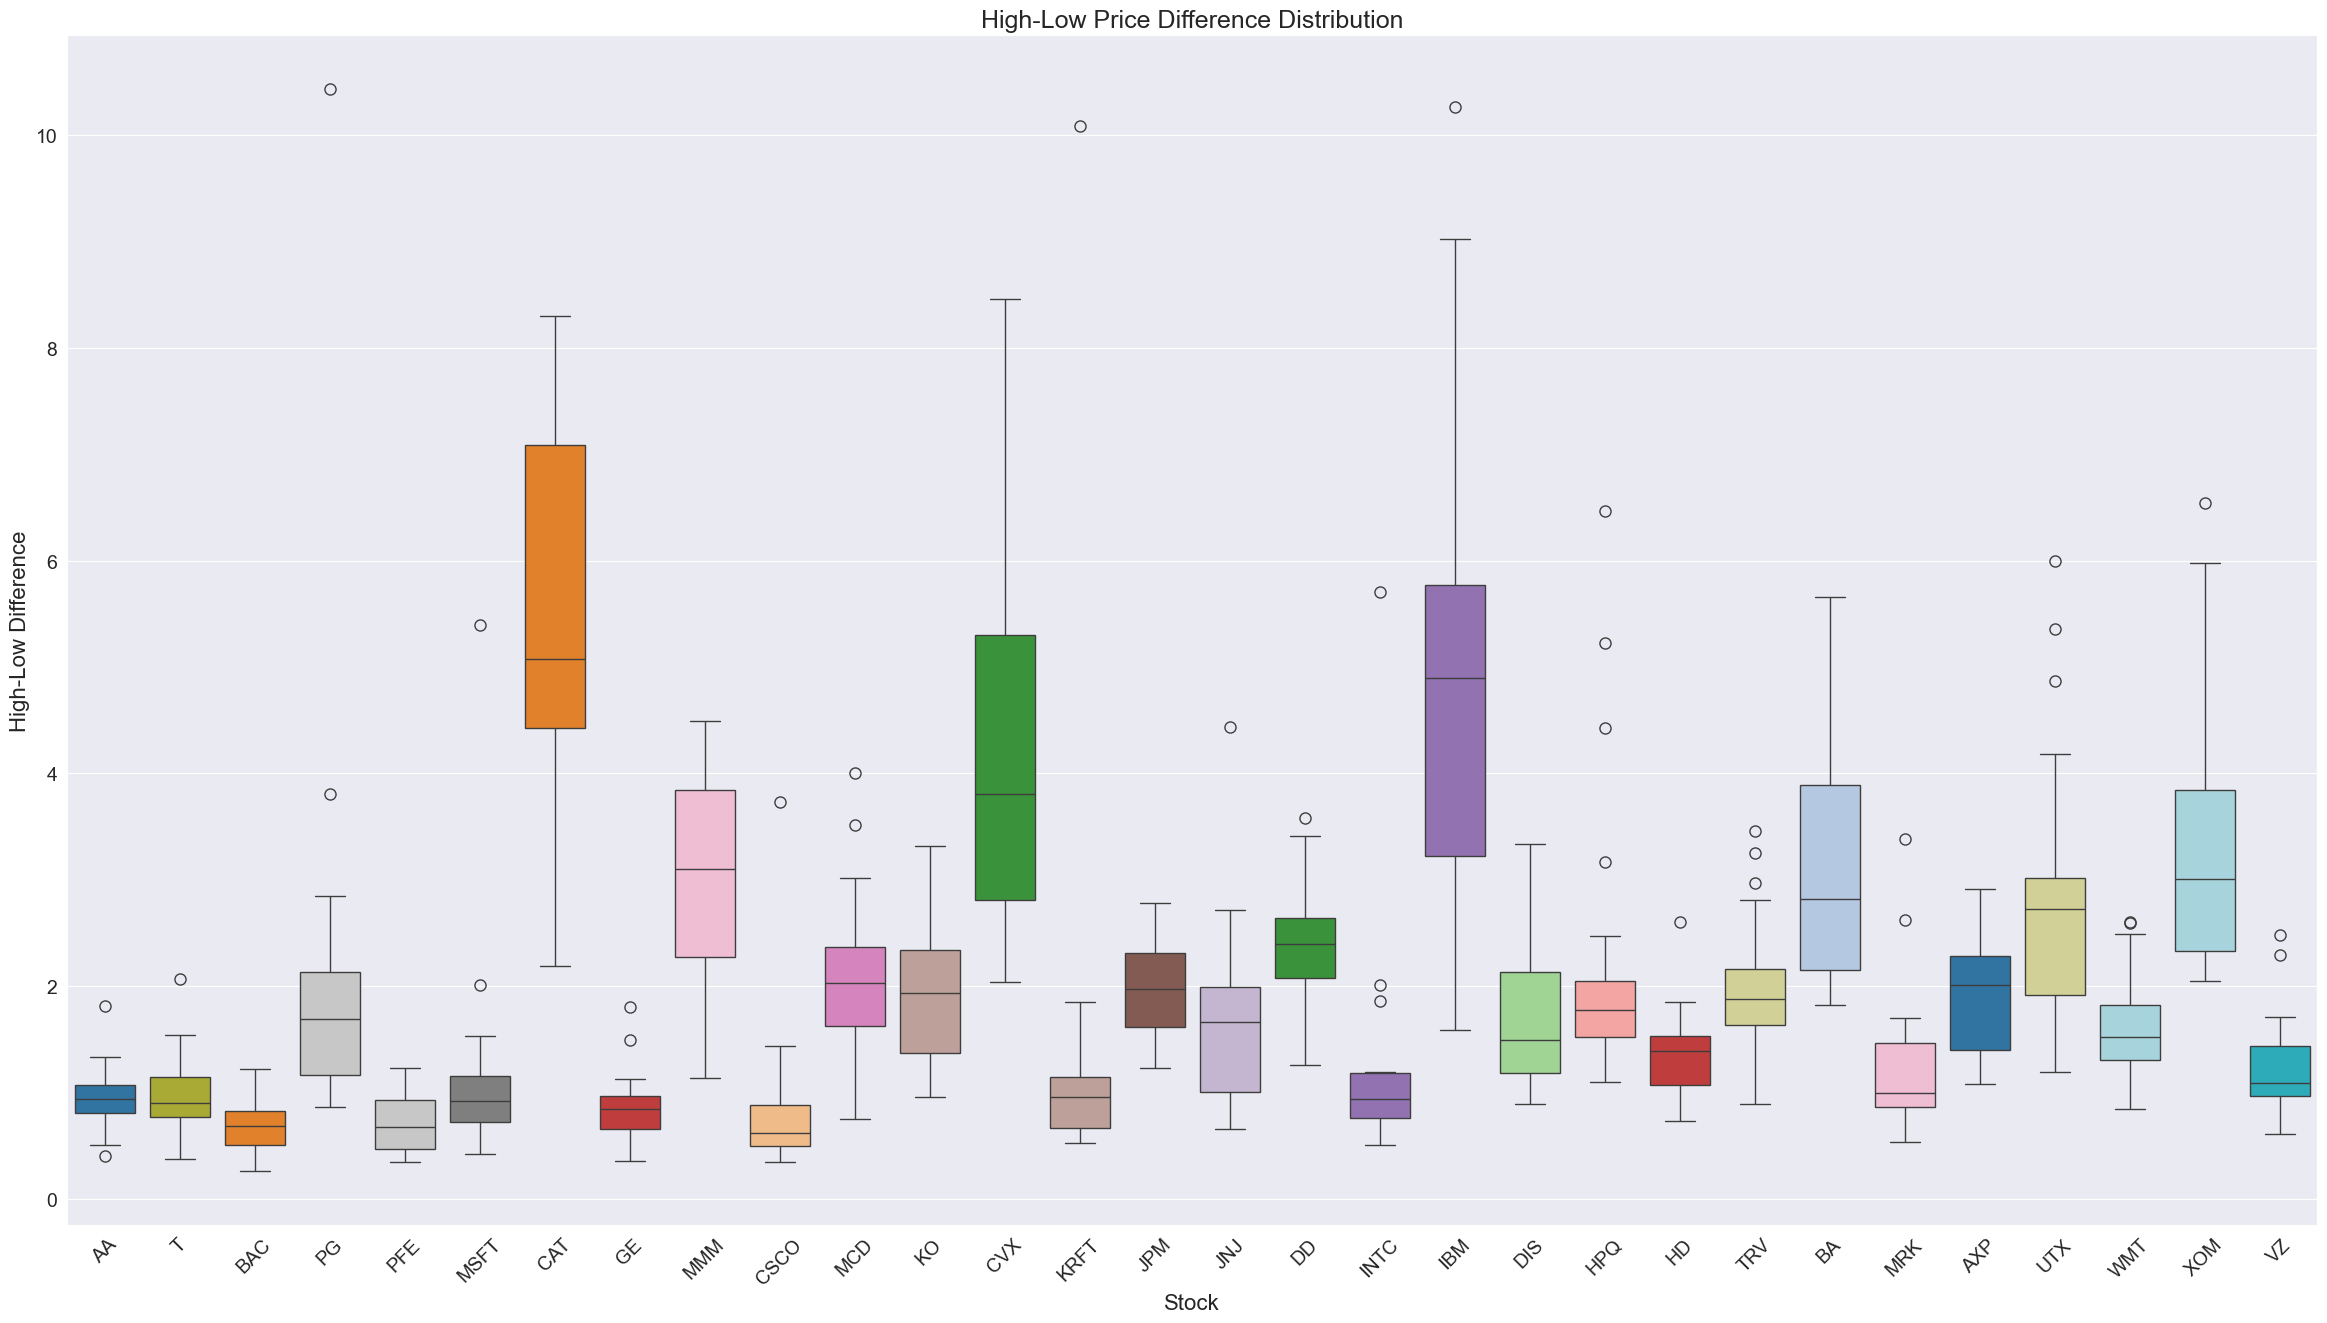 High-Low Price Difference Distribution
High-Low Difference
10
8
6
4
2
0
AA T BAC PG PFE MSFT CAT GE MMM CSCO MCD KO CVX KRFT JPM JNJ DD INTC IBM DIS HPQ HD TRV BA MRK AXP UTX WMT XOM VZ
Stock